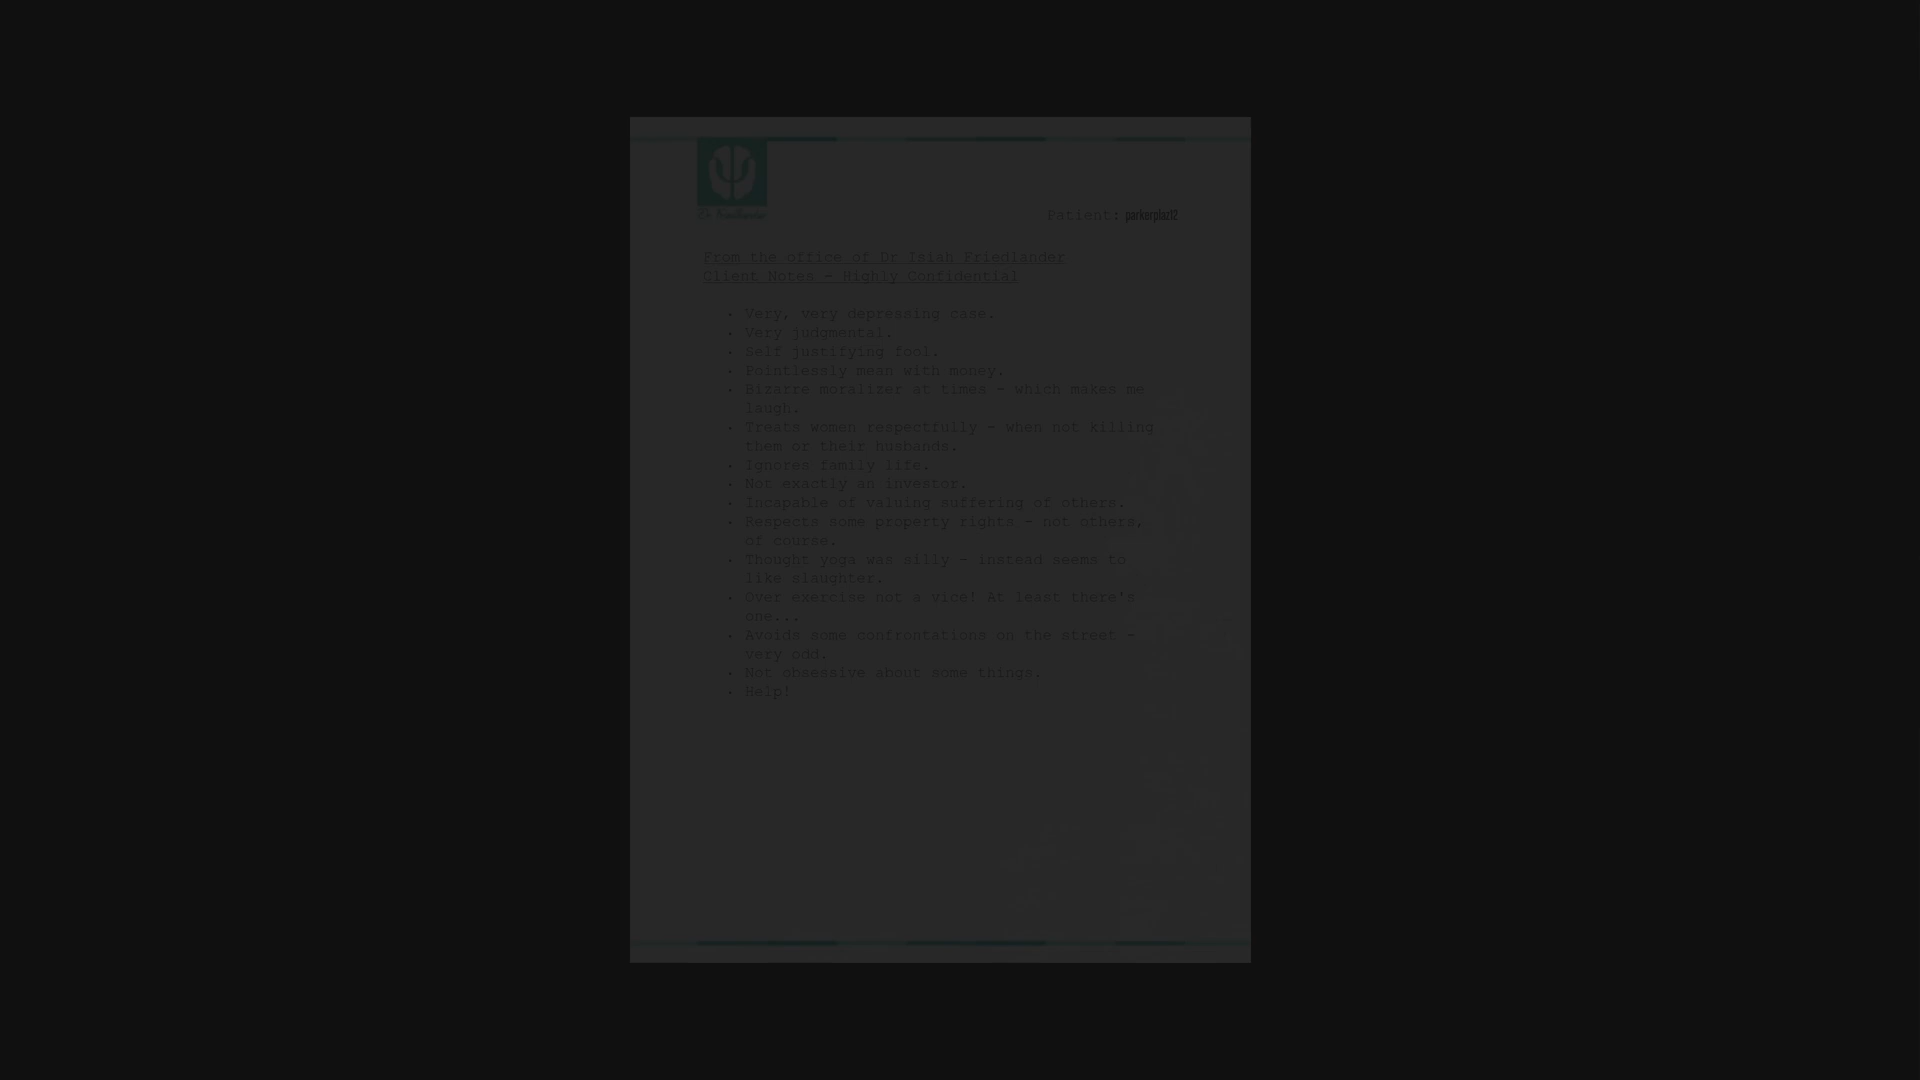 Patient: parkerplaz12
From the office of Dr Isiah Friedlander
Client Notes - Highly Confidential
• Very, very depressing case.
• Very judgmental.
• Self justifying fool.
• Pointlessly mean with money.
• Bizarre moralizer at times - which makes me
laugh.
• Treats women respectfully - when not killing
them or their husbands.
• Ignores family life.
• Not exactly an investor.
• Incapable of valuing suffering of others.
• Respects some property rights - not others,
of course.
• Thought yoga was silly - instead seems to
like slaughter.
• Over exercise not a vice! At least there's
one...
• Avoids some confrontations on the street -
very odd.
• Not obsessive about some things.
• Help!